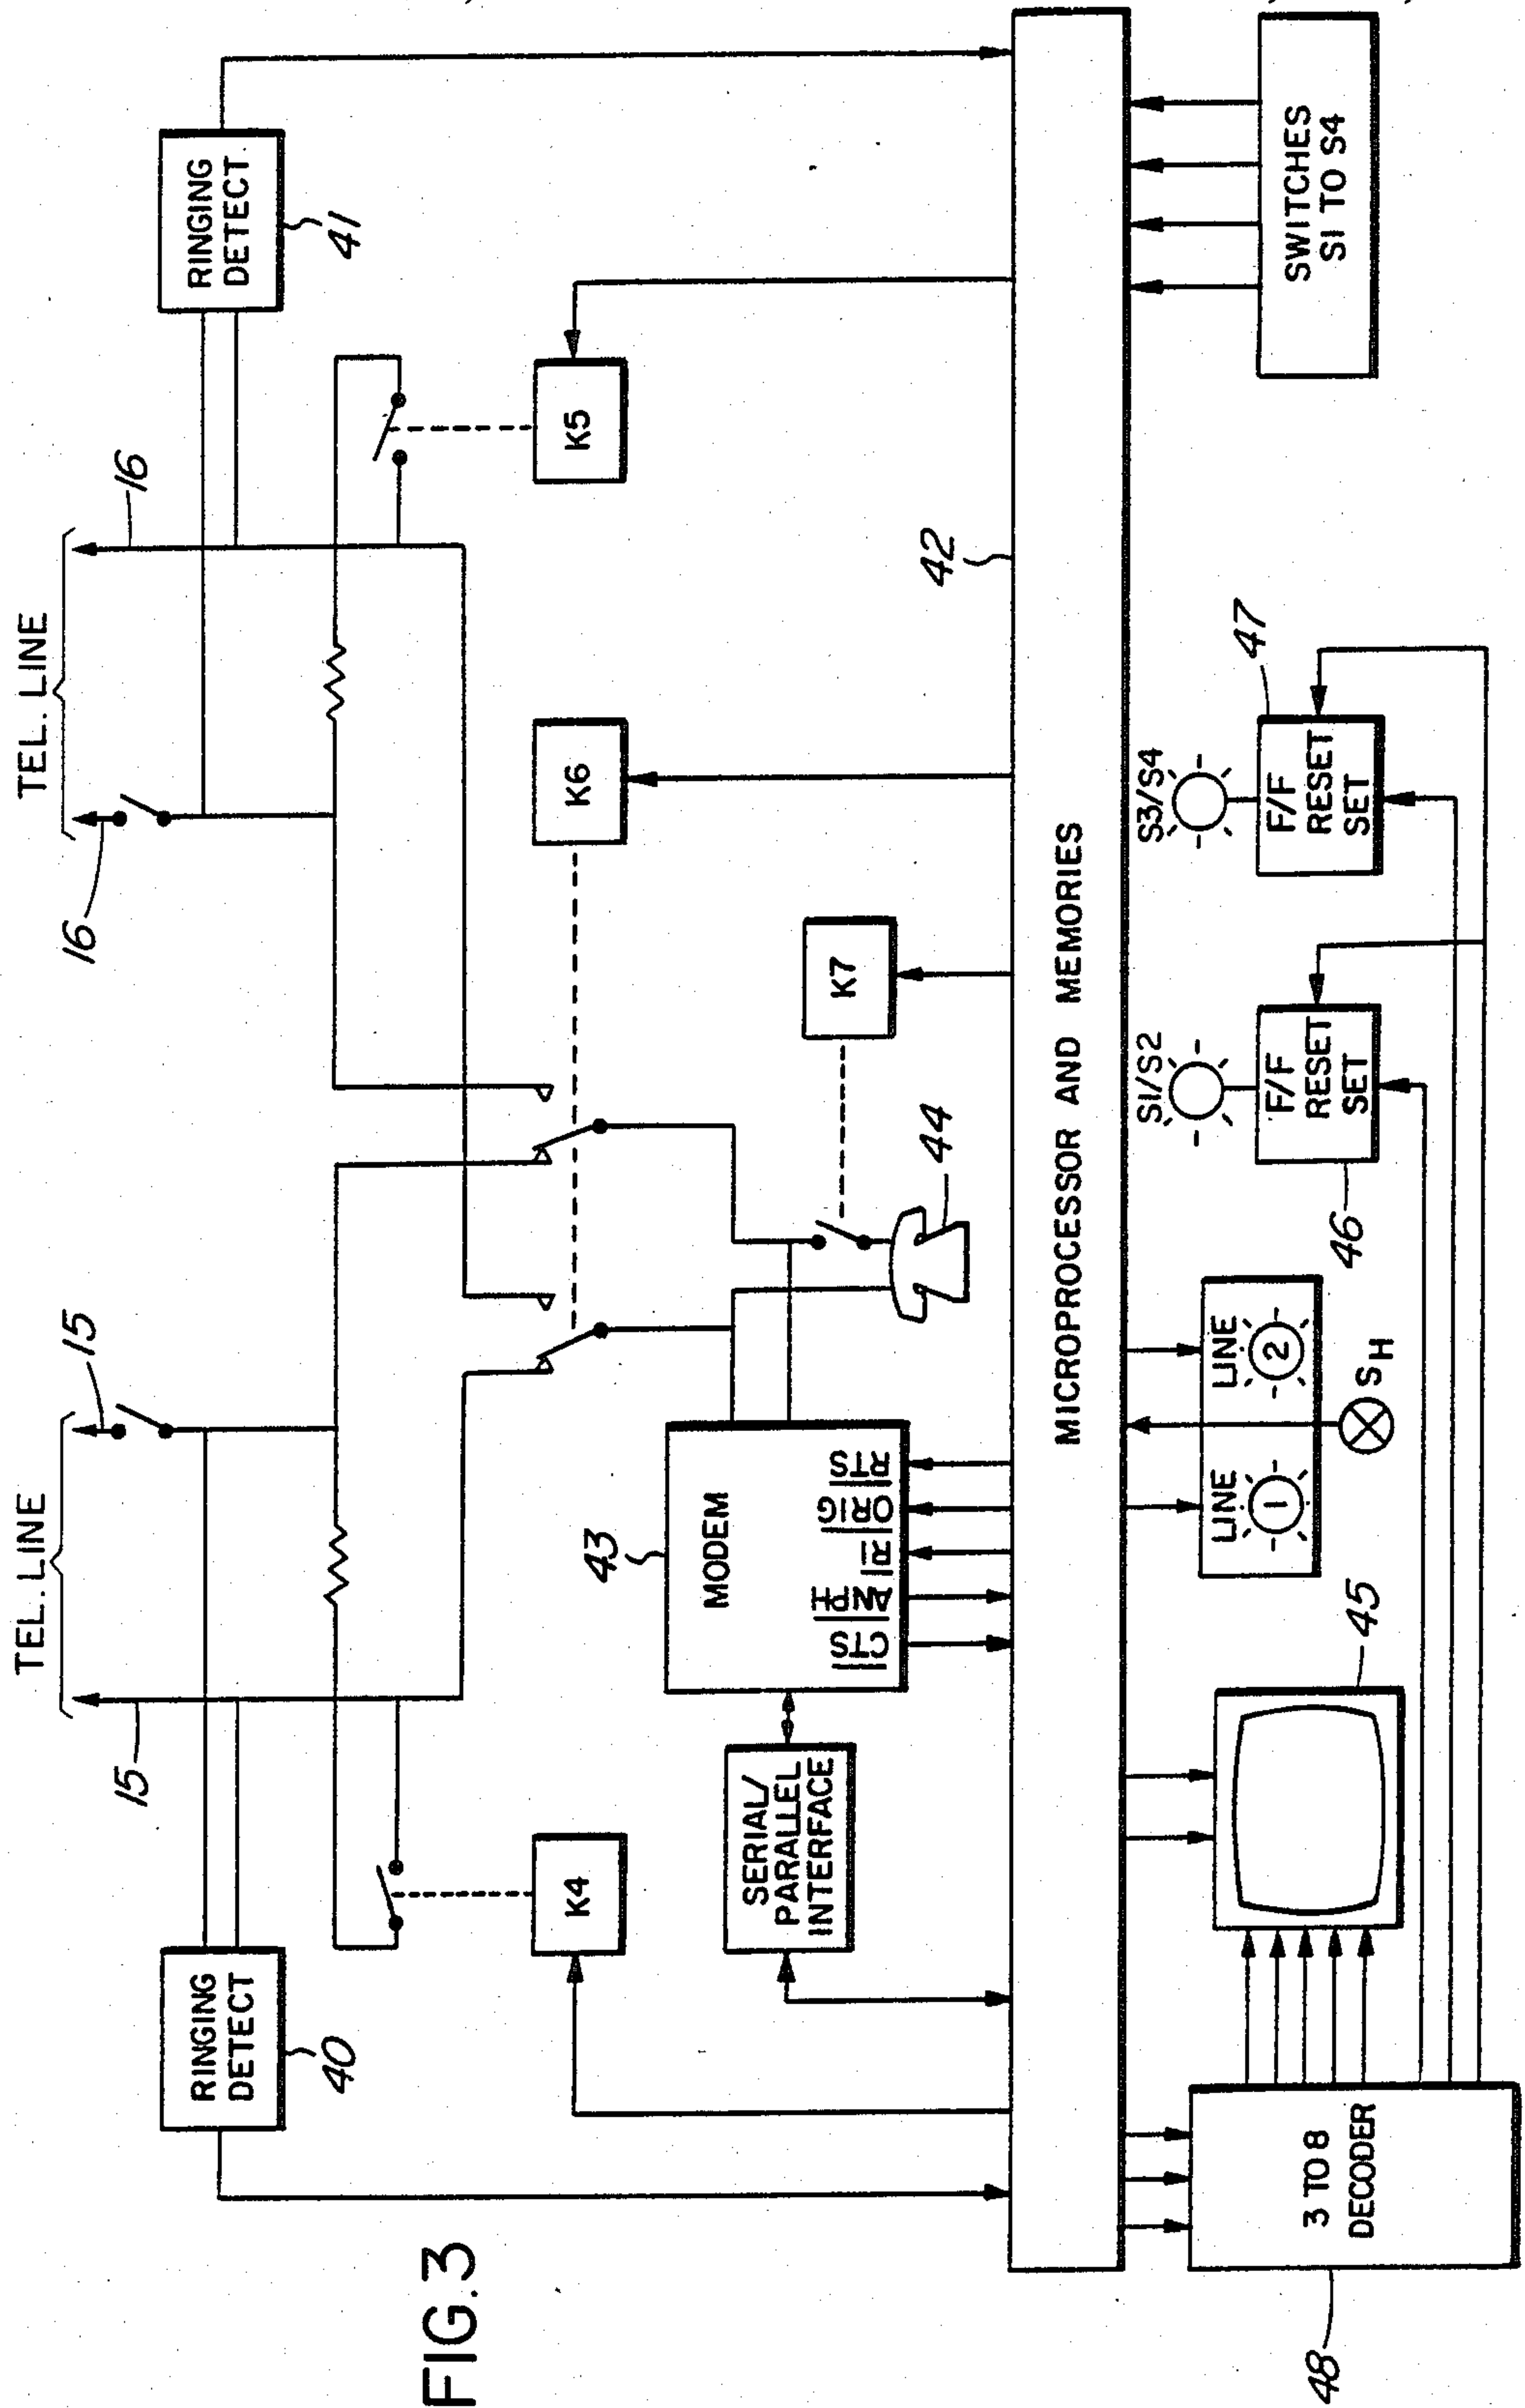 FIG.3
TEL. LINE
TEL. LINE
15
15
16
16
RINGING
DETECT
40
RINGING
DETECT
41
K4
K6
K5
K7
SERIAL/
PARALLEL
INTERFACE
43
MODEM
CTS
ANPH
RI
ORIG
RTS
44
42
MICROPROCESSOR AND MEMORIES
3 TO 8
DECODER
48
45
LINE
1
LINE
2
SH
S1/S2
F/F
RESET
SET
46
S3/S4
F/F
RESET
SET
47
SWITCHES
S1 TO S4